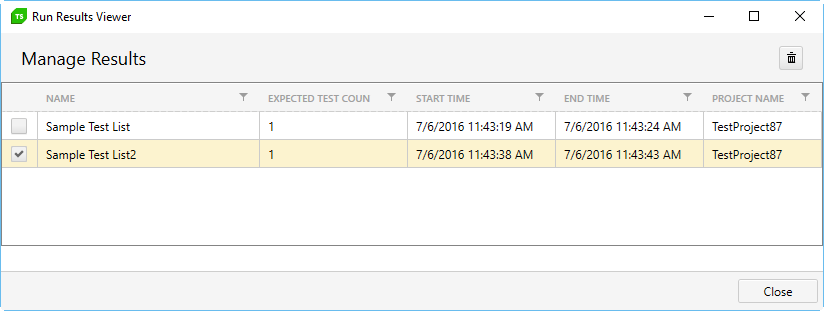 TS Run Results Viewer
Manage Results
NAME EXPECTED TEST COUN START TIME END TIME PROJECT NAME
Sample Test List 1 7/6/2016 11:43:19 AM 7/6/2016 11:43:24 AM TestProject87
Sample Test List2 1 7/6/2016 11:43:38 AM 7/6/2016 11:43:43 AM TestProject87
Close